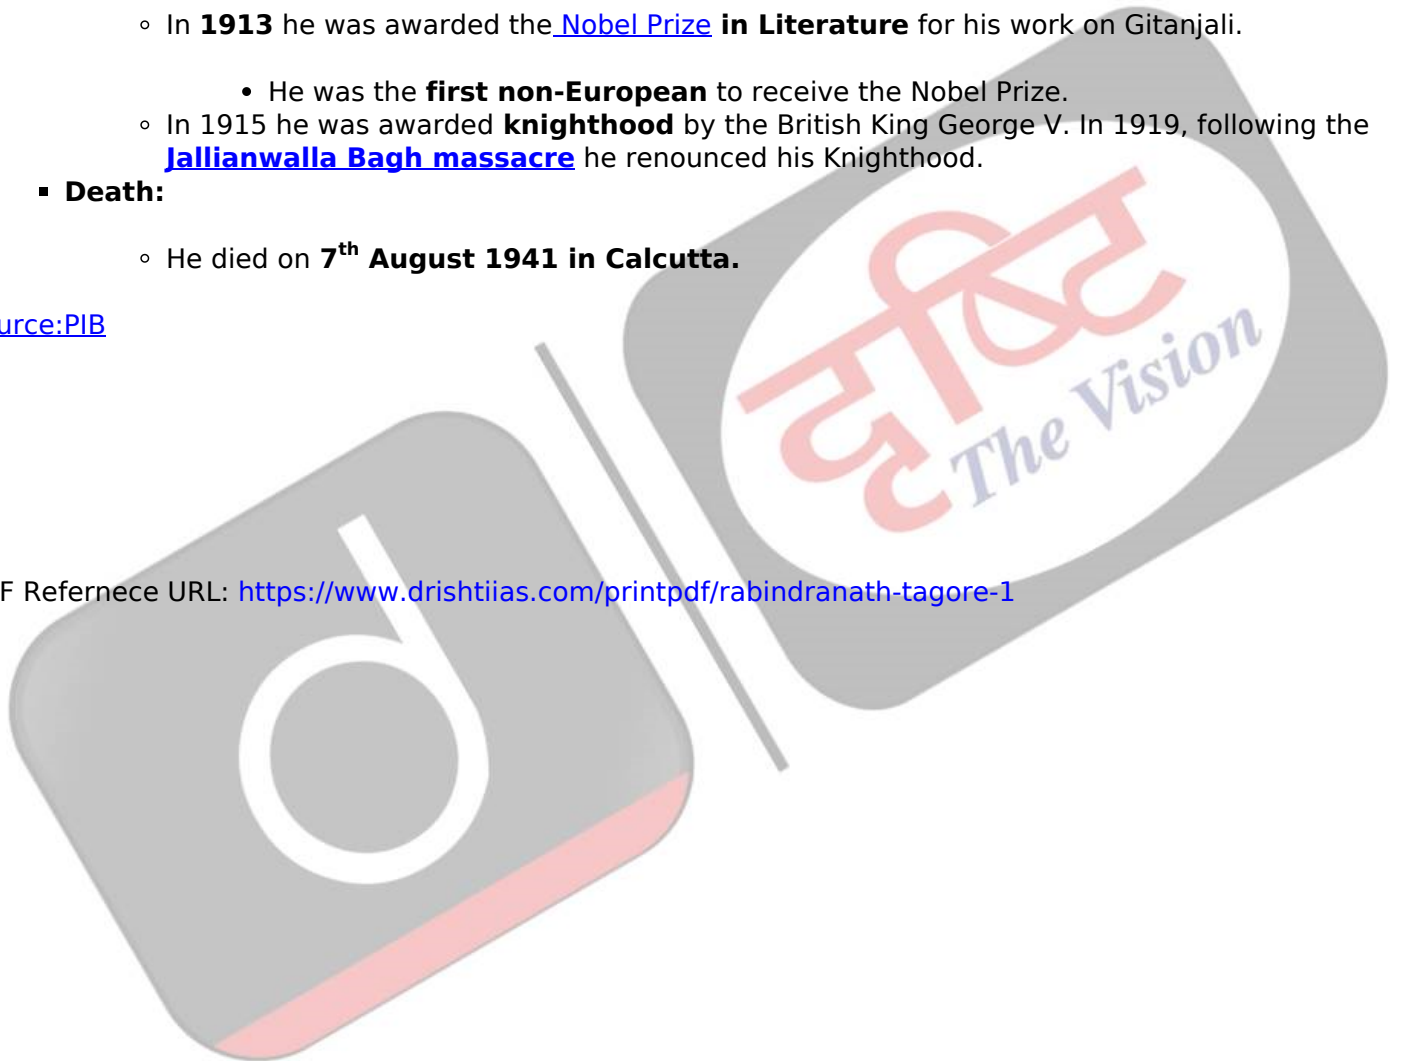 In 1913 he was awarded the Nobel Prize in Literature for his work on Gitanjali.
He was the first non-European to receive the Nobel Prize.
In 1915 he was awarded knighthood by the British King George V. In 1919, following the
Jallianwalla Bagh massacre he renounced his Knighthood.
Death:
He died on 7th August 1941 in Calcutta.
urce:PIB
F Refernece URL: https://www.drishtiias.com/printpdf/rabindranath-tagore-1
d
दृष्टि
The Vision